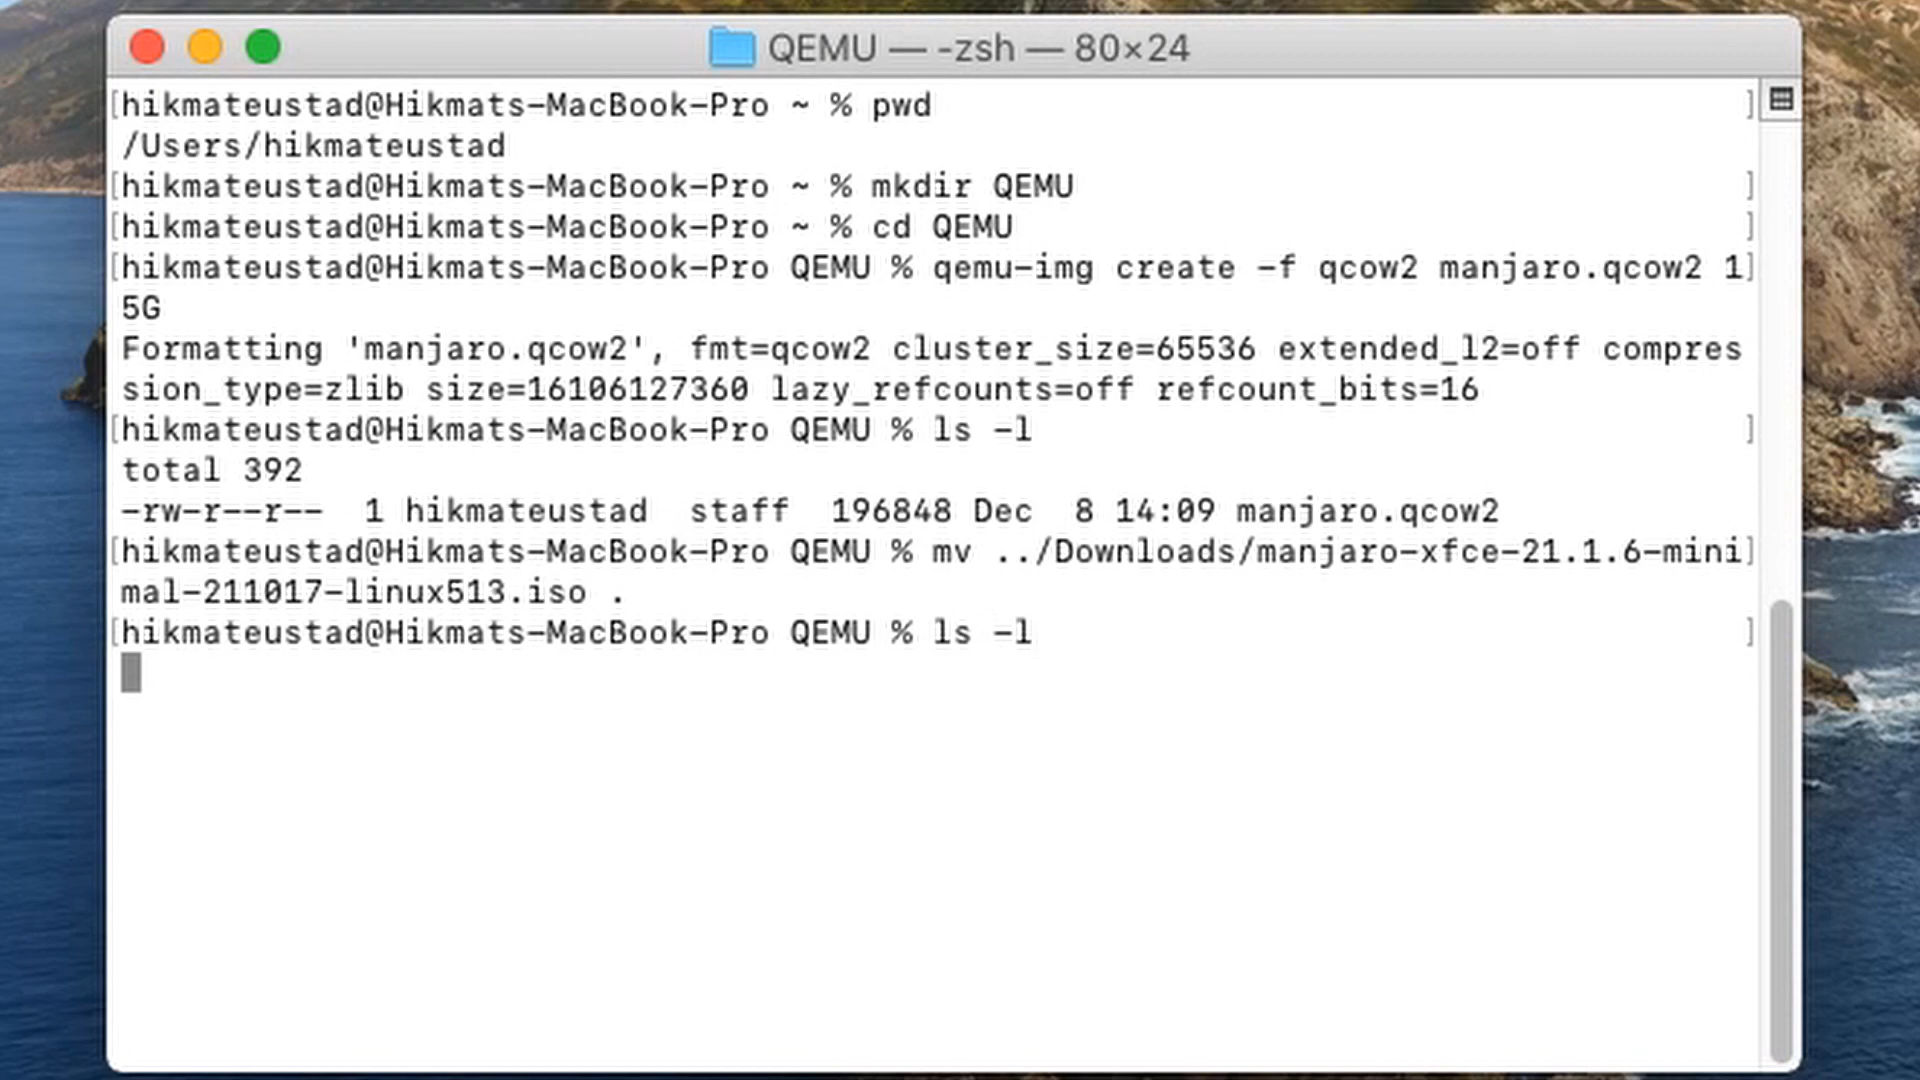 QEMU — -zsh — 80×24
[hikmateustad@Hikmats-MacBook-Pro ~ % pwd ]
/Users/hikmateustad
[hikmateustad@Hikmats-MacBook-Pro ~ % mkdir QEMU ]
[hikmateustad@Hikmats-MacBook-Pro ~ % cd QEMU ]
[hikmateustad@Hikmats-MacBook-Pro QEMU % qemu-img create -f qcow2 manjaro.qcow2 1]
5G
Formatting 'manjaro.qcow2', fmt=qcow2 cluster_size=65536 extended_l2=off compres
sion_type=zlib size=16106127360 lazy_refcounts=off refcount_bits=16
[hikmateustad@Hikmats-MacBook-Pro QEMU % ls -l ]
total 392
-rw-r--r--  1 hikmateustad  staff  196848 Dec  8 14:09 manjaro.qcow2
[hikmateustad@Hikmats-MacBook-Pro QEMU % mv ../Downloads/manjaro-xfce-21.1.6-mini]
mal-211017-linux513.iso .
[hikmateustad@Hikmats-MacBook-Pro QEMU % ls -l ]